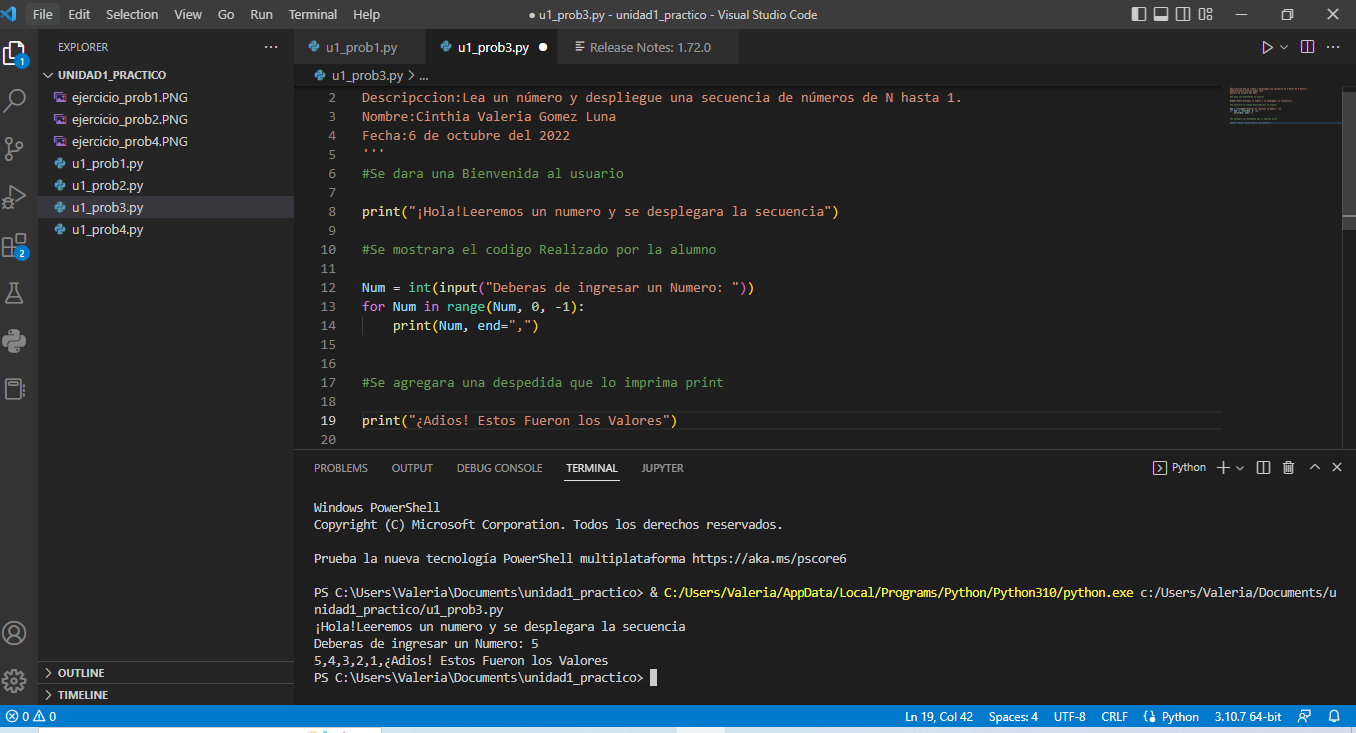 File Edit Selection View Go Run Terminal Help
● u1_prob3.py - unidad1_practico - Visual Studio Code
EXPLORER
UNIDAD1_PRACTICO
ejercicio_prob1.PNG
ejercicio_prob2.PNG
ejercicio_prob4.PNG
u1_prob1.py
u1_prob2.py
u1_prob3.py
u1_prob4.py
OUTLINE
TIMELINE
1
2
u1_prob1.py u1_prob3.py ● Release Notes: 1.72.0
u1_prob3.py > ...
2 Descripccion:Lea un número y despliegue una secuencia de números de N hasta 1.
3 Nombre:Cinthia Valeria Gomez Luna
4 Fecha:6 de octubre del 2022
5 '''
6 #Se dara una Bienvenida al usuario
7
8 print("¡Hola!Leeremos un numero y se desplegara la secuencia")
9
10 #Se mostrara el codigo Realizado por la alumno
11
12 Num = int(input("Deberas de ingresar un Numero: "))
13 for Num in range(Num, 0, -1):
14 print(Num, end=",")
15
16
17 #Se agregara una despedida que lo imprima print
18
19 print("¿Adios! Estos Fueron los Valores")
20
PROBLEMS OUTPUT DEBUG CONSOLE TERMINAL JUPYTER
Python
Windows PowerShell
Copyright (C) Microsoft Corporation. Todos los derechos reservados.
Prueba la nueva tecnología PowerShell multiplataforma https://aka.ms/pscore6
PS C:\Users\Valeria\Documents\unidad1_practico> & C:/Users/Valeria/AppData/Local/Programs/Python/Python310/python.exe c:/Users/Valeria/Documents/u
nidad1_practico/u1_prob3.py
¡Hola!Leeremos un numero y se desplegara la secuencia
Deberas de ingresar un Numero: 5
5,4,3,2,1,¿Adios! Estos Fueron los Valores
PS C:\Users\Valeria\Documents\unidad1_practico>
0 0 Ln 19, Col 42 Spaces: 4 UTF-8 CRLF Python 3.10.7 64-bit